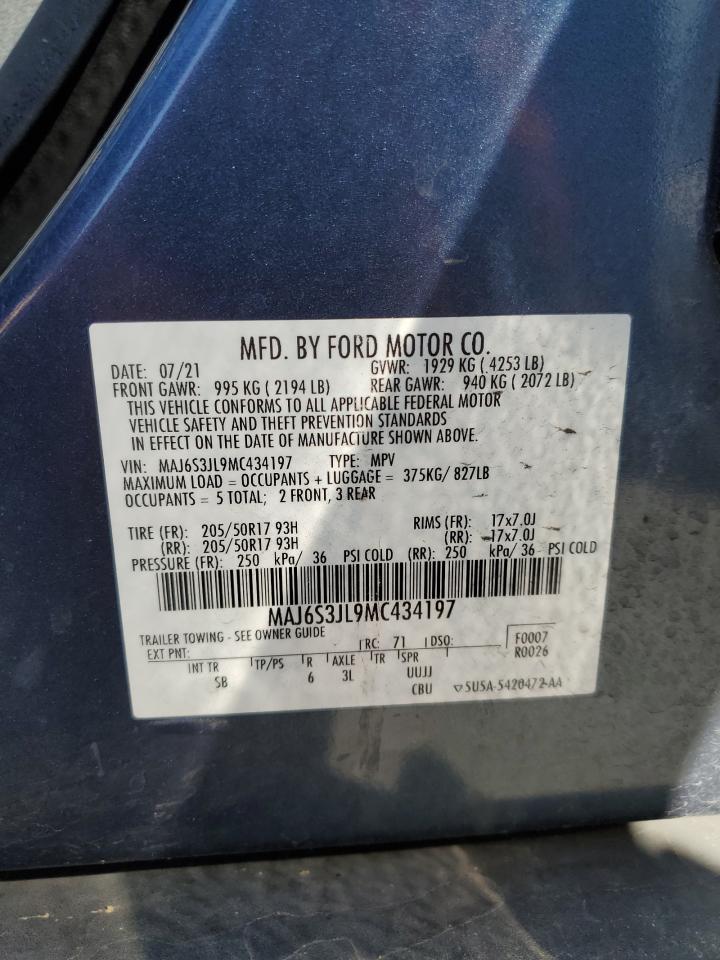 MFD. BY FORD MOTOR CO.
DATE: 07/21 GVWR: 1929 KG ( 4253 LB)
FRONT GAWR: 995 KG ( 2194 LB) REAR GAWR: 940 KG ( 2072 LB)
THIS VEHICLE CONFORMS TO ALL APPLICABLE FEDERAL MOTOR
VEHICLE SAFETY AND THEFT PREVENTION STANDARDS
IN EFFECT ON THE DATE OF MANUFACTURE SHOWN ABOVE.
VIN: MAJ6S3JL9MC434197 TYPE: MPV
MAXIMUM LOAD = OCCUPANTS + LUGGAGE = 375KG/ 827LB
OCCUPANTS = 5 TOTAL; 2 FRONT, 3 REAR
TIRE (FR): 205/50R17 93H RIMS (FR): 17x7.0J
(RR): 205/50R17 93H (RR): 17x7.0J
PRESSURE (FR): 250 kPa/ 36 PSI COLD (RR): 250 kPa/ 36 PSI COLD
MAJ6S3JL9MC434197
TRAILER TOWING - SEE OWNER GUIDE
EXT PNT: RC: 71 DSO: F0007
R0026
INT TR TP/PS R AXLE TR SPR
SB 6 3L UUJJ
CBU 5U5A-5420472-AA